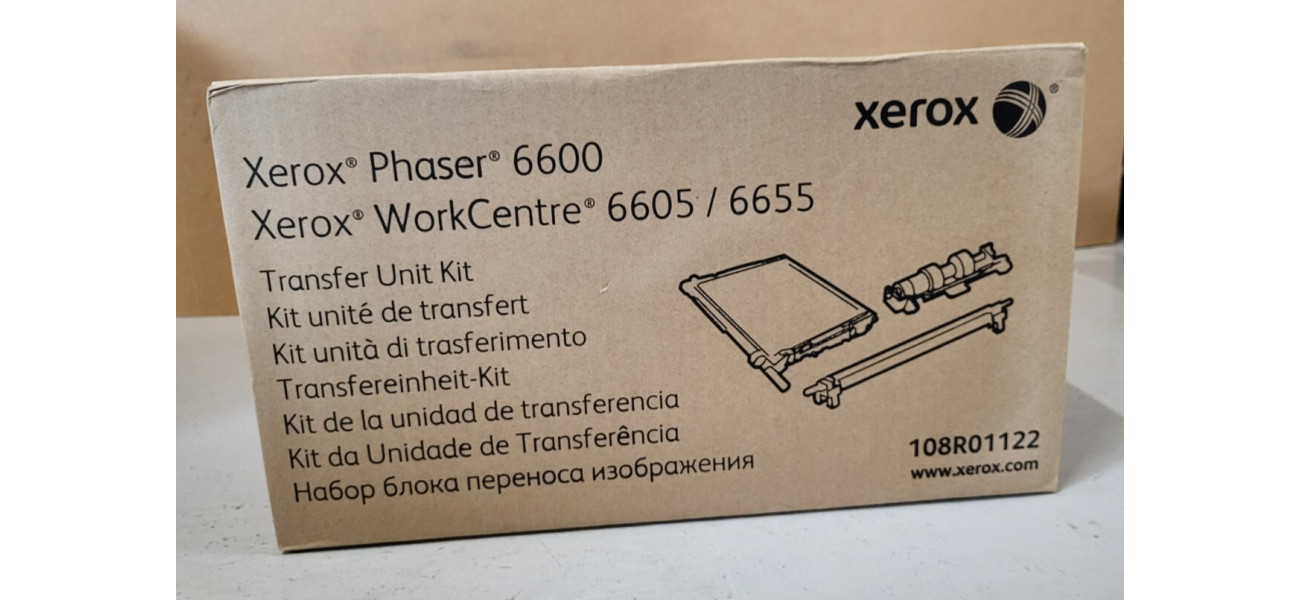 xerox ®
Xerox® Phaser® 6600
Xerox® WorkCentre® 6605 / 6655
Transfer Unit Kit
Kit unité de transfert
Kit unità di trasferimento
Transfereinheit-Kit
Kit de la unidad de transferencia
Kit da Unidade de Transferência
Набор блока переноса изображения
108R01122
www.xerox.com